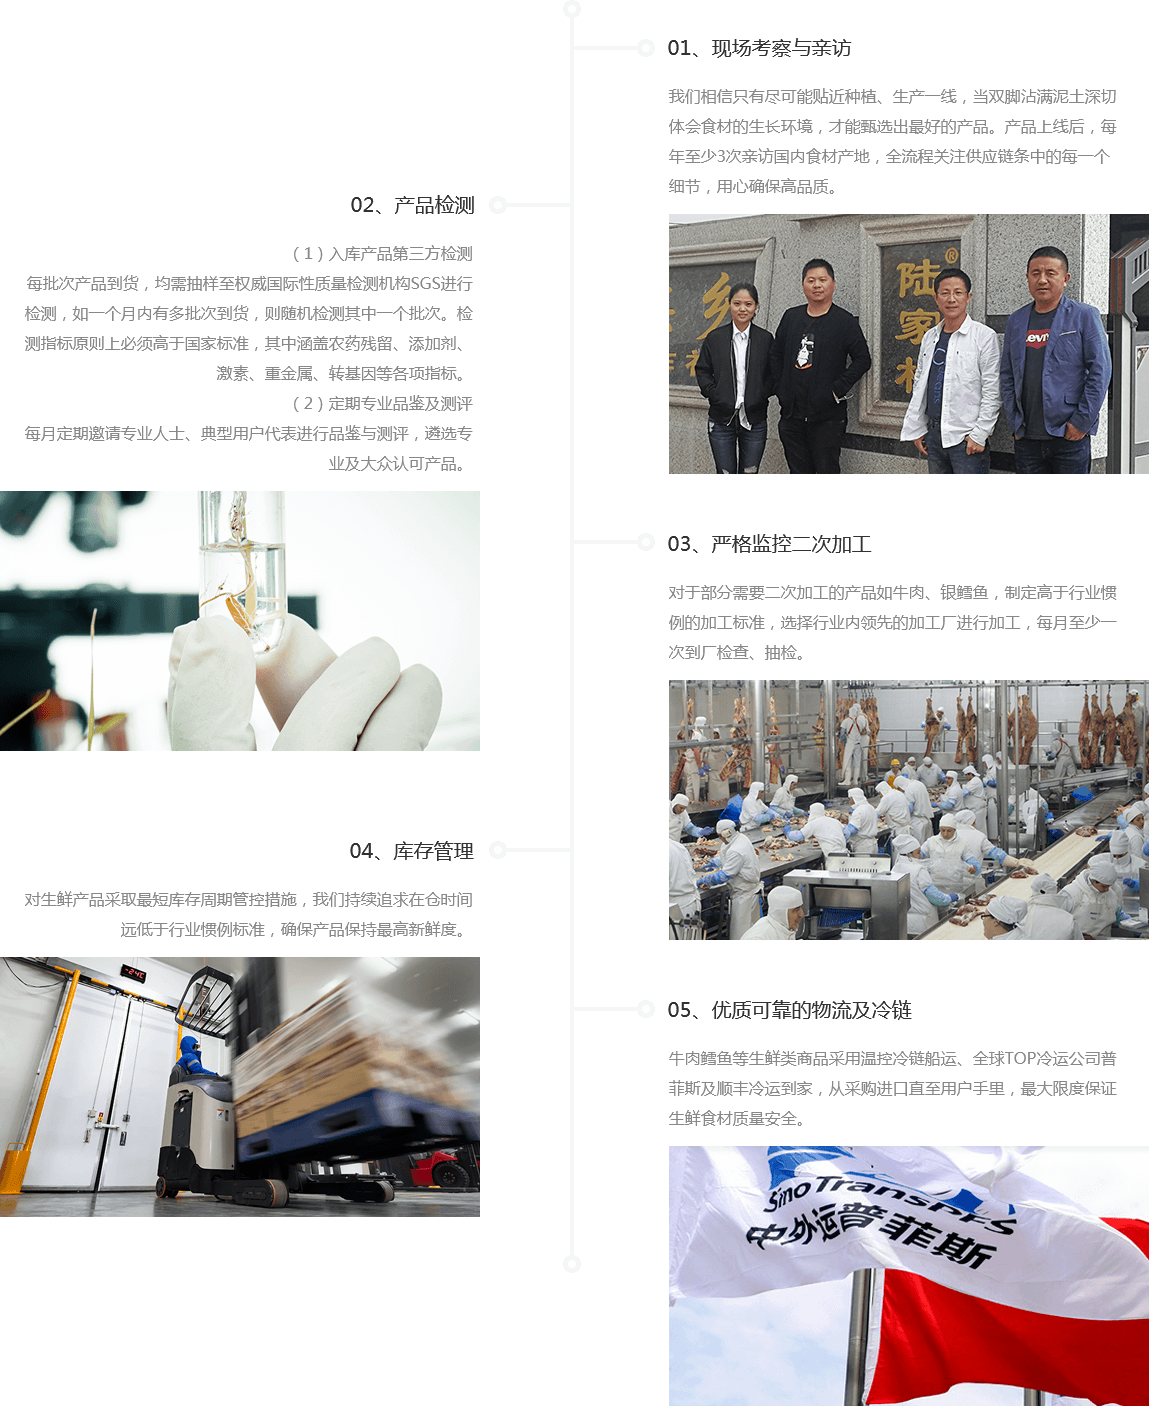 01、现场考察与亲访
我们相信只有尽可能贴近种植、生产一线，当双脚沾满泥土深切
体会食材的生长环境，才能甄选出最好的产品。产品上线后，每
年至少3次亲访国内食材产地，全流程关注供应链条中的每一个
细节，用心确保高品质。
陆
家
®
Levi
02、产品检测
（1）入库产品第三方检测
每批次产品到货，均需抽样至权威国际性质量检测机构SGS进行
检测，如一个月内有多批次到货，则随机检测其中一个批次。检
测指标原则上必须高于国家标准，其中涵盖农药残留、添加剂、
激素、重金属、转基因等各项指标。
（2）定期专业品鉴及测评
每月定期邀请专业人士、典型用户代表进行品鉴与测评，遴选专
业及大众认可产品。
03、严格监控二次加工
对于部分需要二次加工的产品如牛肉、银鳕鱼，制定高于行业惯
例的加工标准，选择行业内领先的加工厂进行加工，每月至少一
次到厂检查、抽检。
04、库存管理
对生鲜产品采取最短库存周期管控措施，我们持续追求在仓时间
远低于行业惯例标准，确保产品保持最高新鲜度。
-24℃
05、优质可靠的物流及冷链
牛肉鳕鱼等生鲜类商品采用温控冷链船运、全球TOP冷运公司普
菲斯及顺丰冷运到家，从采购进口直至用户手里，最大限度保证
生鲜食材质量安全。
Sino TransPFS
中外运普菲斯